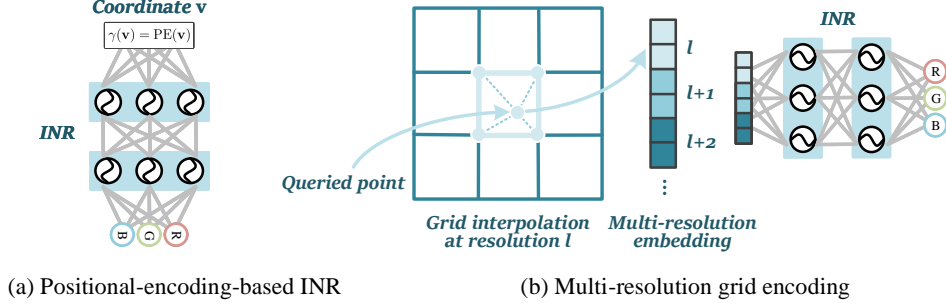 Coordinate v
γ(v) = PE(v)
INR
B G R
(a) Positional-encoding-based INR
Queried point
Grid interpolation
at resolution l
l
l+1
l+2
⋮
Multi-resolution
embedding
INR
R
G
B
(b) Multi-resolution grid encoding